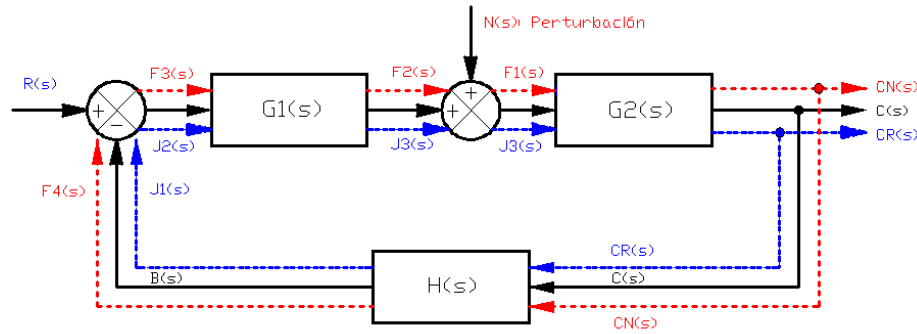 N(s): Perturbación
R(s)
F3(s)
F2(s)
F1(s)
CN(s)
+
+
+
G1(s)
G2(s)
C(s)
−
J2(s)
J3(s)
J3(s)
CR(s)
F4(s)
J1(s)
CR(s)
B(s)
H(s)
C(s)
CN(s)